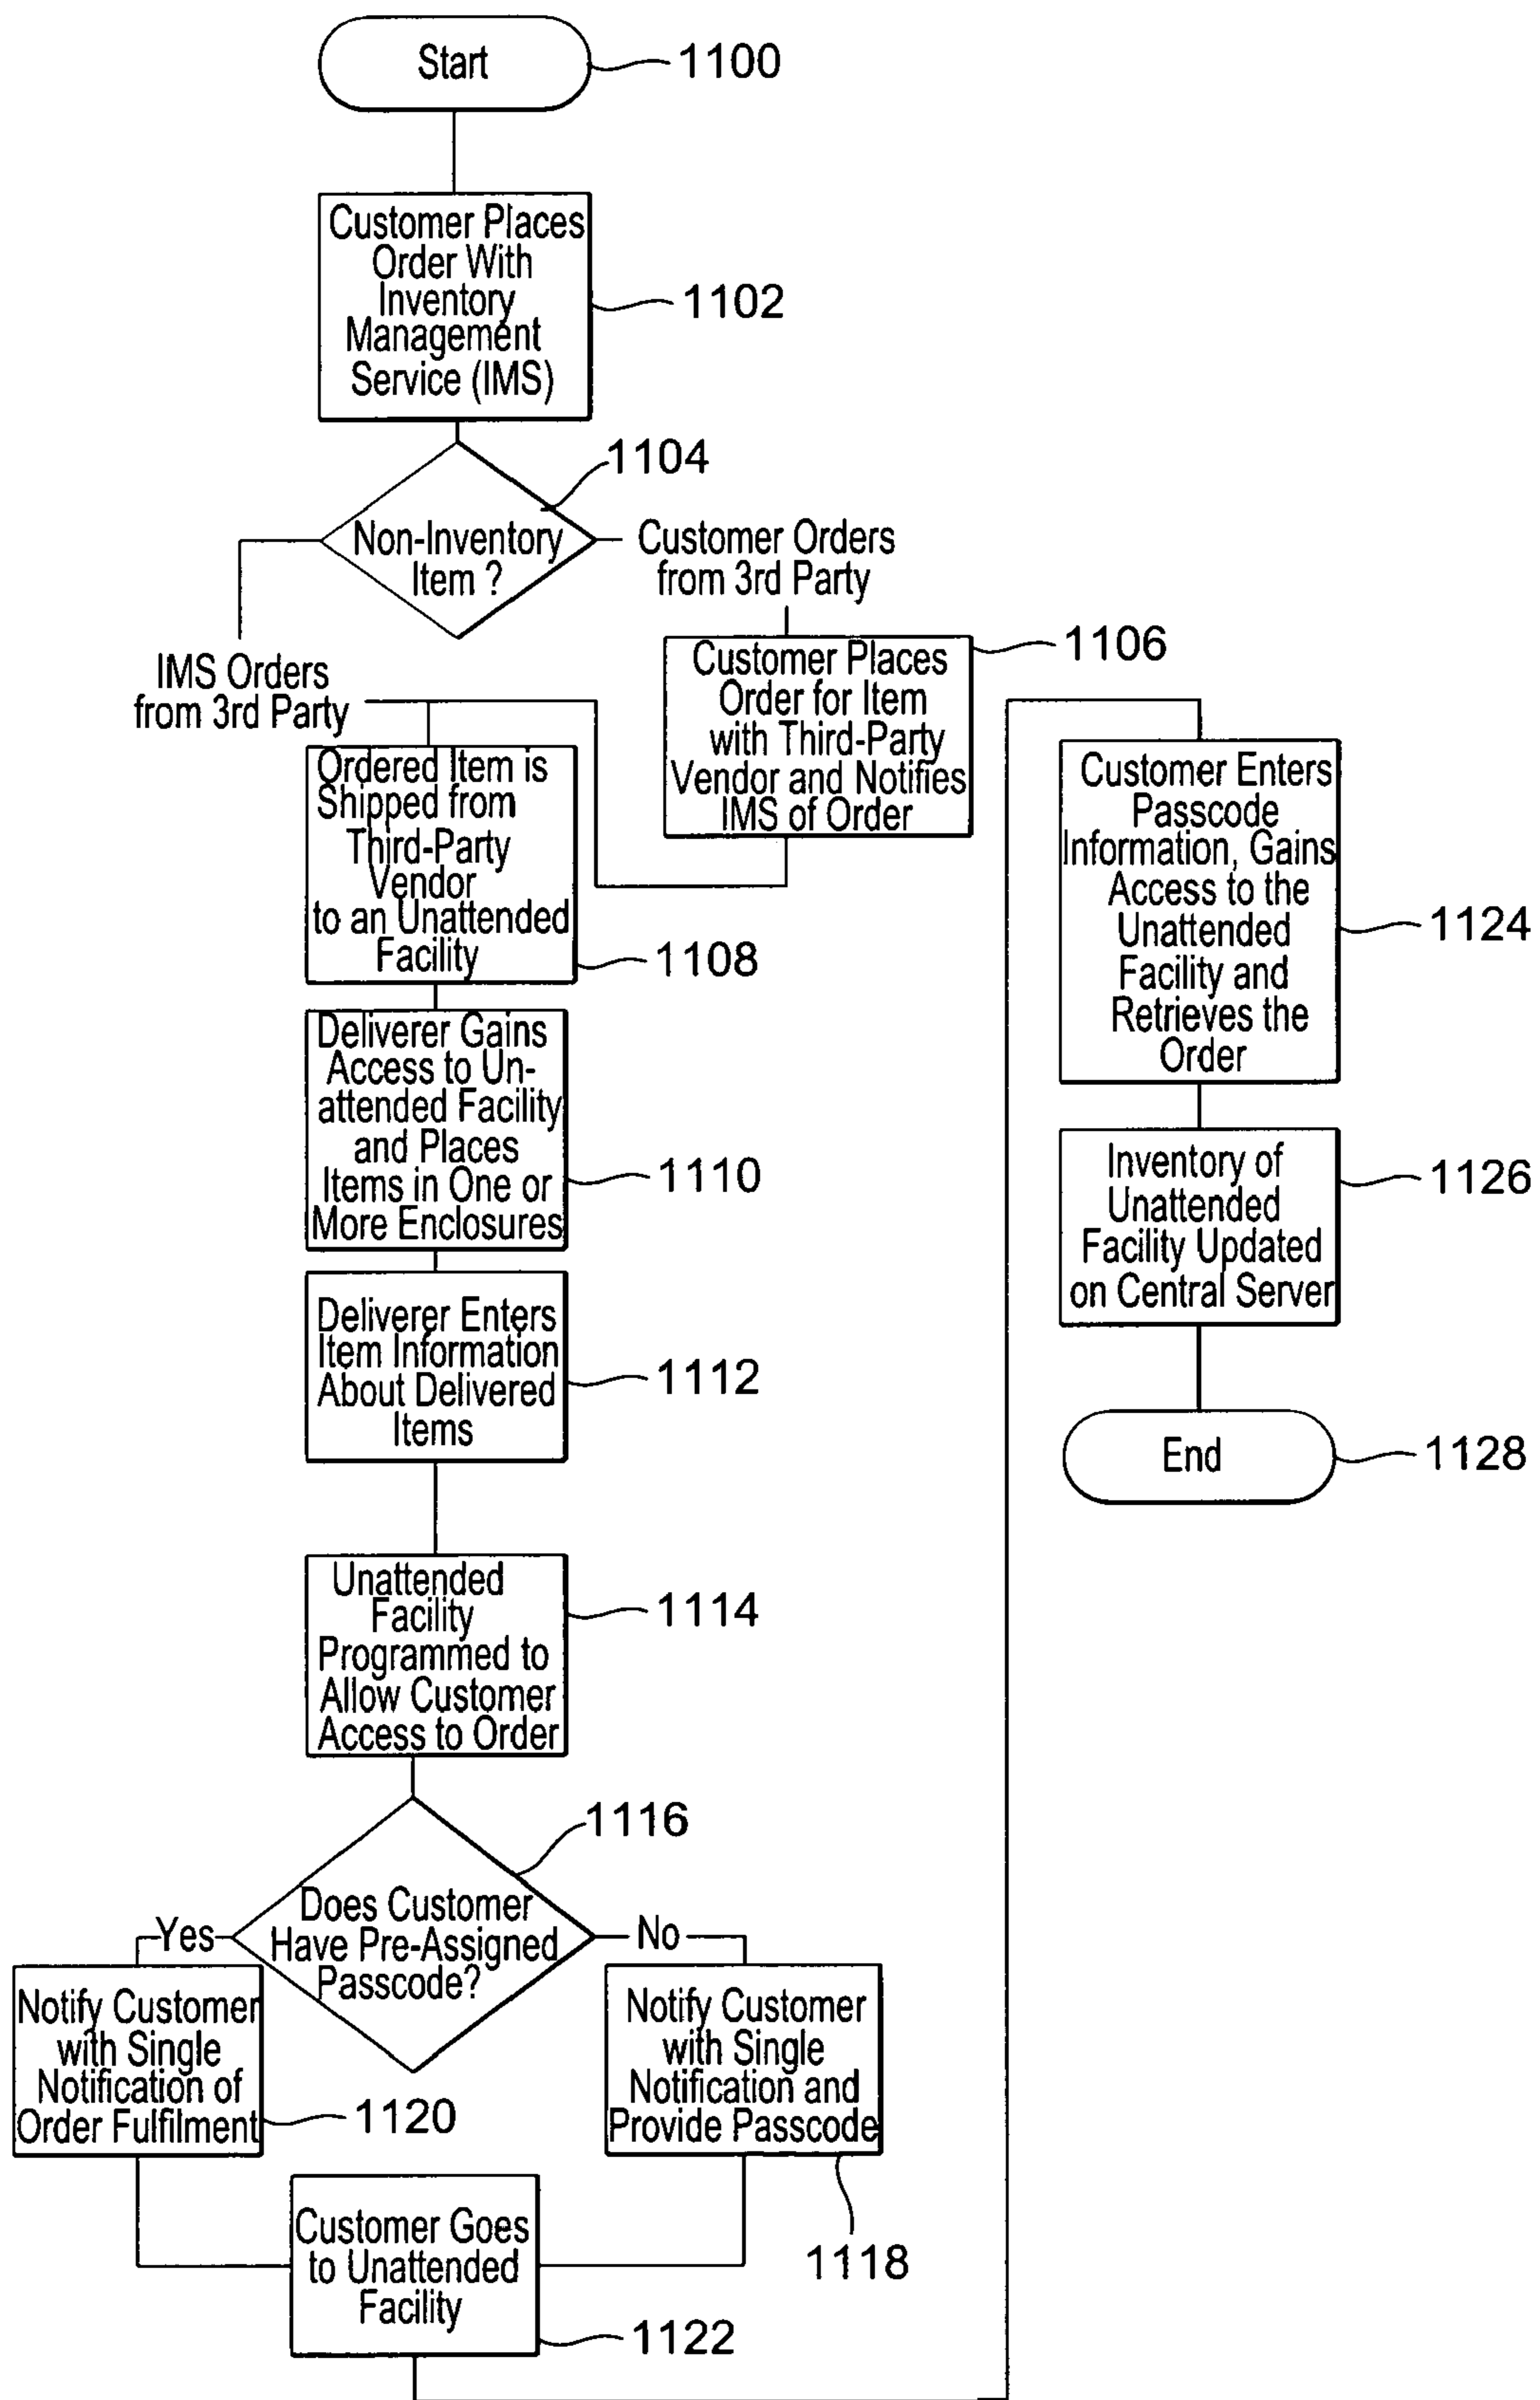 Start
1100
Customer Places
Order With
Inventory
Management
Service (IMS)
1102
1104
Non-Inventory
Item ?
Customer Orders
from 3rd Party
IMS Orders
from 3rd Party
Customer Places
Order for Item
with Third-Party
Vendor and Notifies
IMS of Order
1106
Ordered Item is
Shipped from
Third-Party
Vendor
to an Unattended
Facility
1108
Deliverer Gains
Access to Un-
attended Facility
and Places
Items in One or
More Enclosures
1110
Deliverer Enters
Item Information
About Delivered
Items
1112
Unattended
Facility
Programmed to
Allow Customer
Access to Order
1114
1116
Does Customer
Have Pre-Assigned
Passcode?
Yes
No
Notify Customer
with Single
Notification of
Order Fulfilment
1120
Notify Customer
with Single
Notification and
Provide Passcode
1118
Customer Goes
to Unattended
Facility
1122
Customer Enters
Passcode
Information, Gains
Access to the
Unattended
Facility and
Retrieves the
Order
1124
Inventory of
Unattended
Facility Updated
on Central Server
1126
End
1128